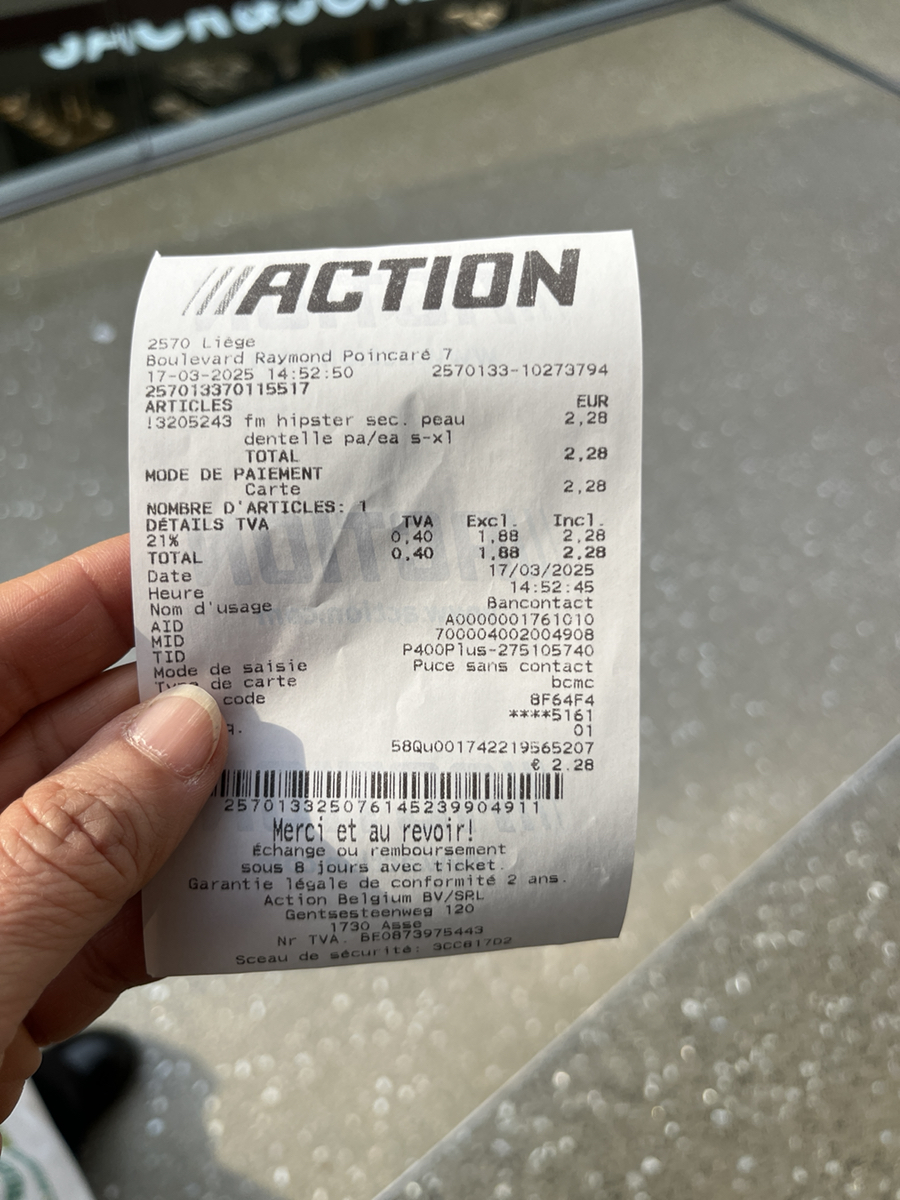 ///ACTION
2570 Liège
Boulevard Raymond Poincaré 7
17-03-2025 14:52:50 2570133-10273794
257013370115517
ARTICLES EUR
!3205243 fm hipster sec. peau 2,28
dentelle pa/ea s-xl
TOTAL 2,28
MODE DE PAIEMENT
Carte 2,28
NOMBRE D'ARTICLES: 1
DÉTAILS TVA TVA Excl. Incl.
21% 0,40 1,88 2,28
TOTAL 0,40 1,88 2,28
Date 17/03/2025
Heure 14:52:45
Nom d'usage Bancontact
AID A0000001761010
MID 700004002004908
TID P400Plus-275105740
Mode de saisie Puce sans contact
Type de carte bcmc
code 8F64F4
****5161
01
58Qu001742219565207
€ 2.28
257013325076145239904911
Merci et au revoir!
Échange ou remboursement
sous 8 jours avec ticket.
Garantie légale de conformité 2 ans.
Action Belgium BV/SRL
Gentsesteenweg 120
1730 Asse
Nr TVA. BE0873975443
Sceau de sécurité: 3CC817D2